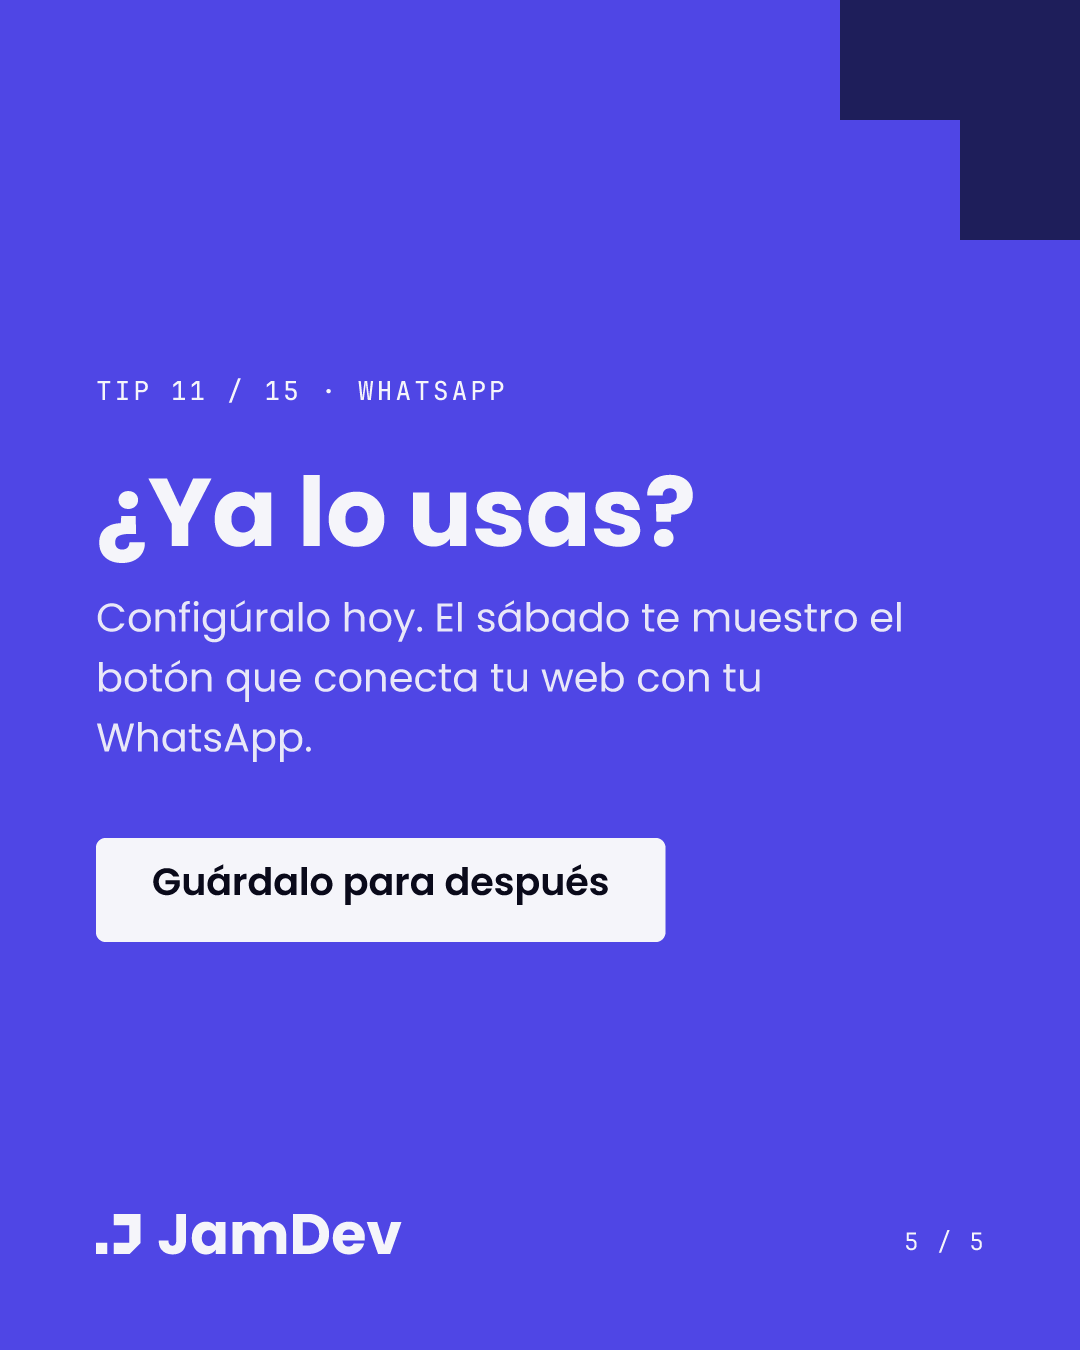 TIP 11 / 15 · WHATSAPP
¿Ya lo usas?
Configúralo hoy. El sábado te muestro el
botón que conecta tu web con tu
WhatsApp.
Guárdalo para después
JamDev
5 / 5